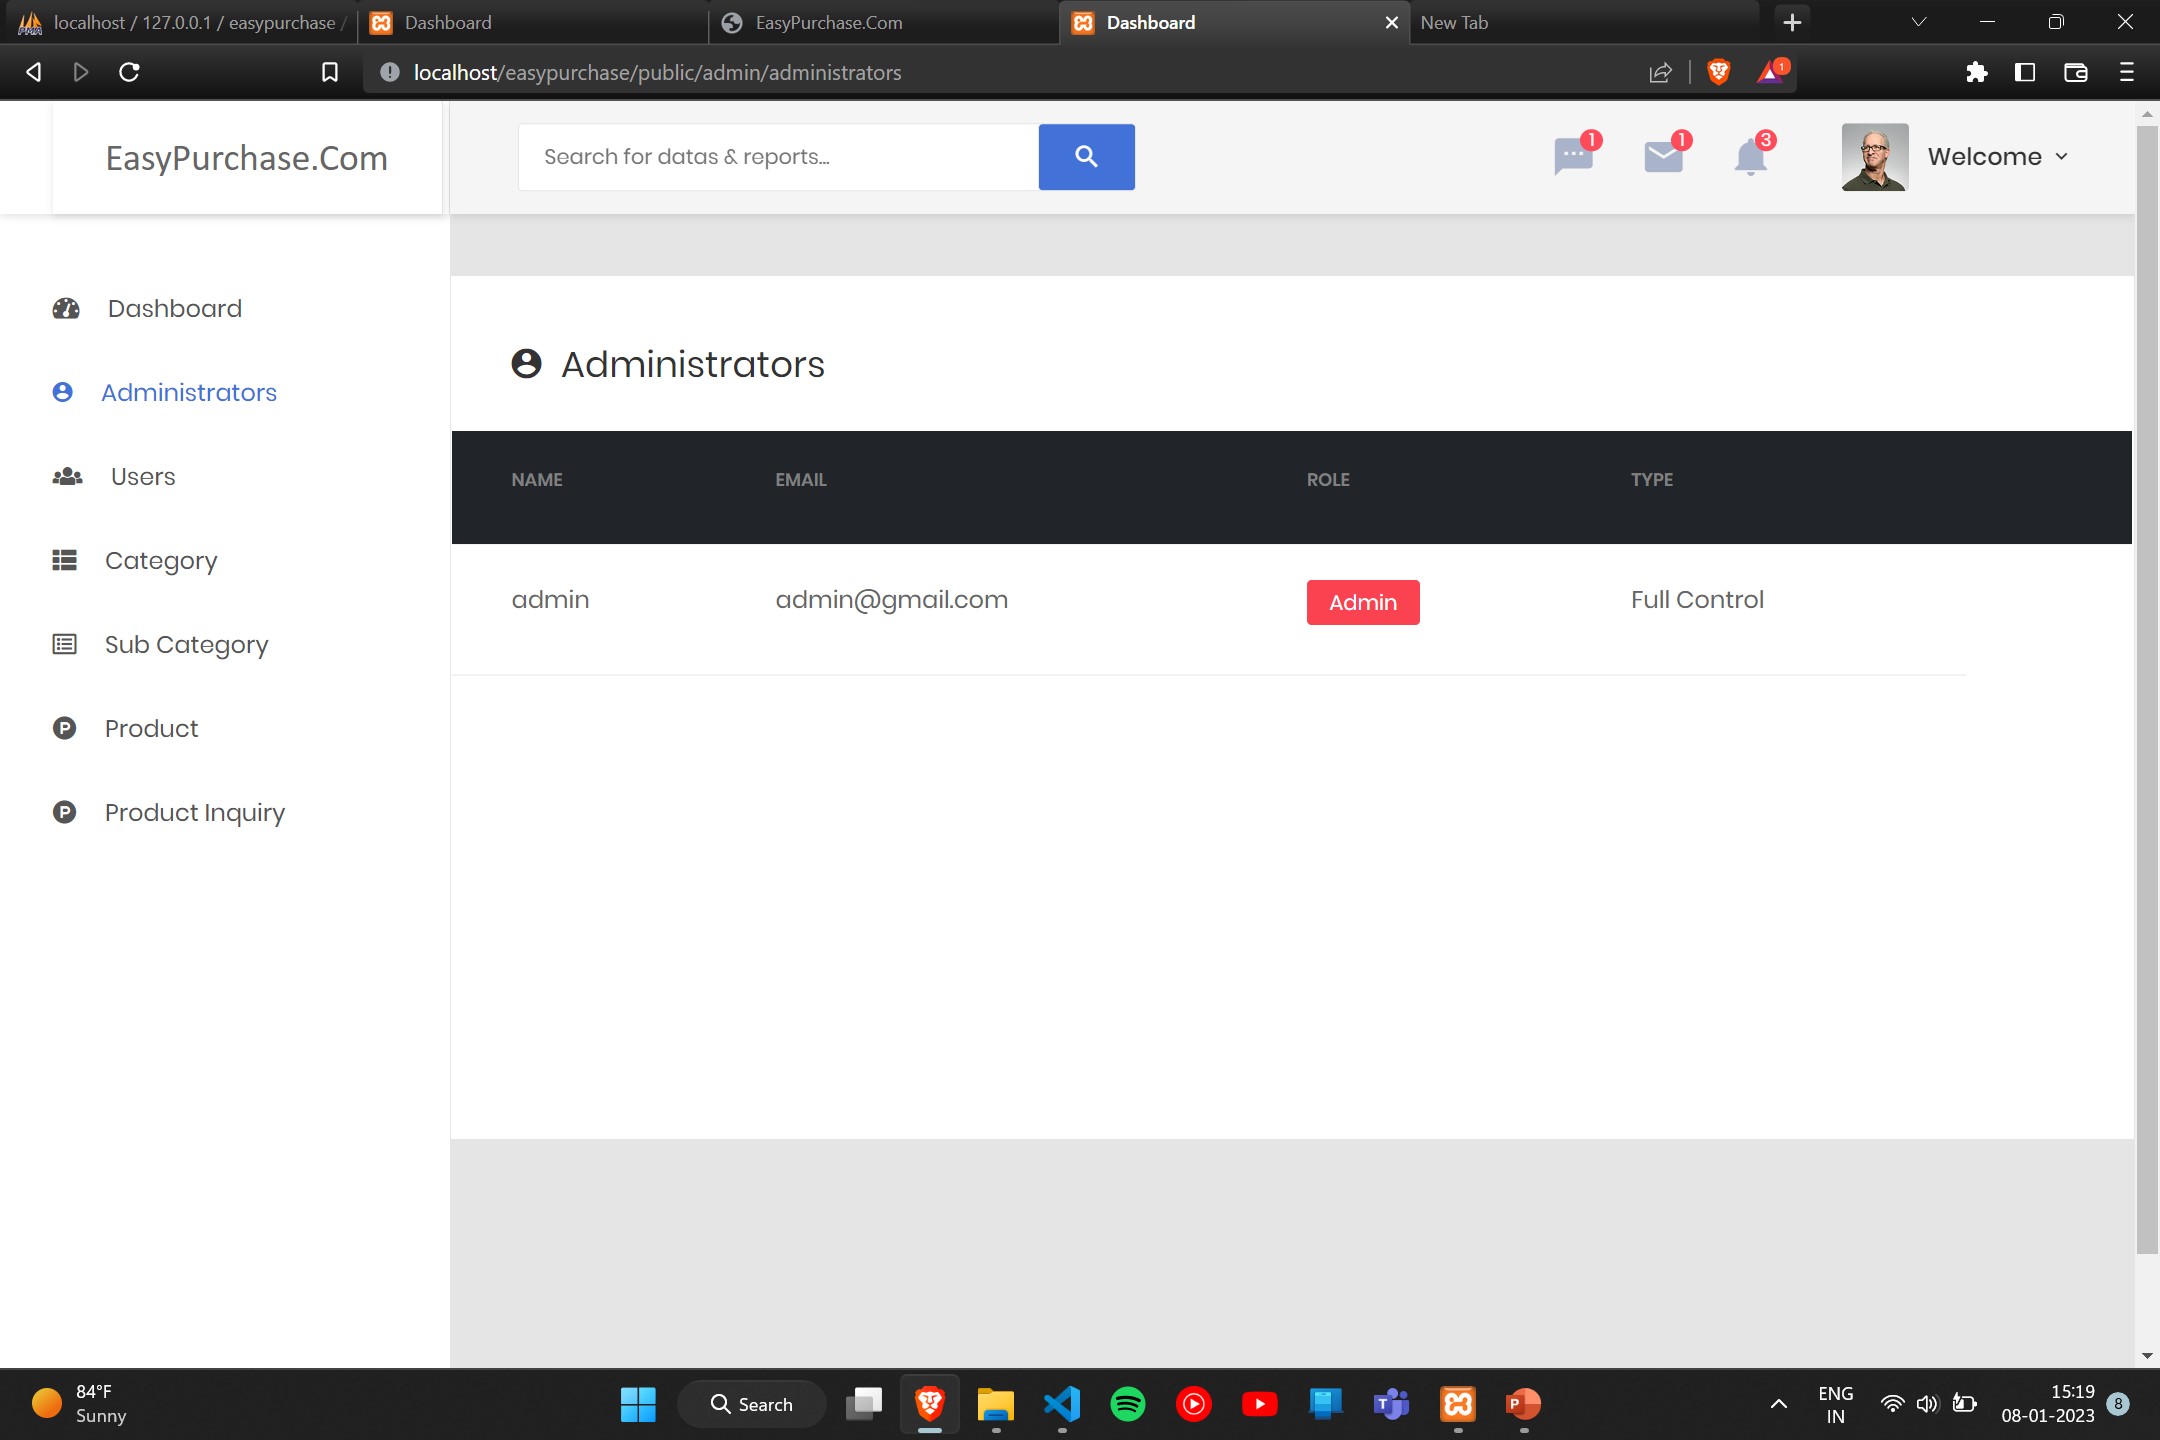 localhost / 127.0.0.1 / easypurchase /
Dashboard
EasyPurchase.Com
Dashboard
New Tab
localhost/easypurchase/public/admin/administrators
1
EasyPurchase.Com
Search for datas & reports...
1
1
3
Welcome
Dashboard
Administrators
Users
Category
Sub Category
Product
Product Inquiry
Administrators
NAME EMAIL ROLE TYPE
admin admin@gmail.com Admin Full Control
84°F
Sunny
Search
ENG
IN
15:19
08-01-2023
8